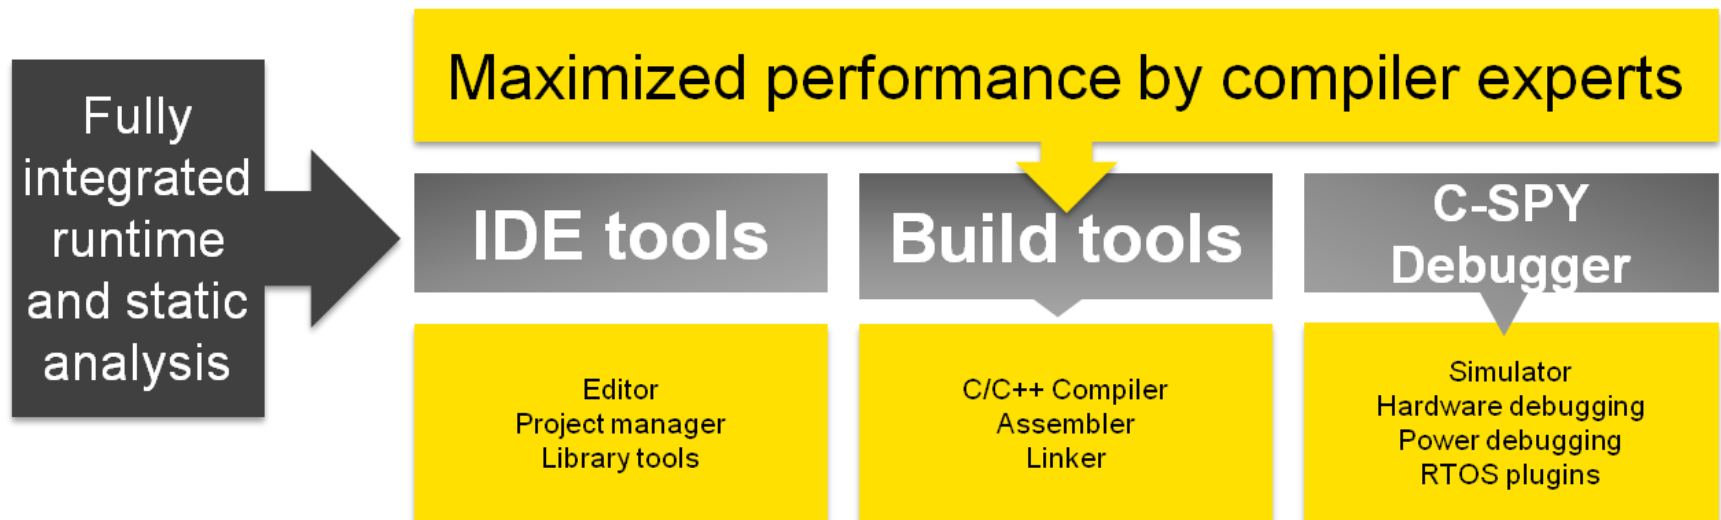 Maximized performance by compiler experts
Fully
integrated
runtime
and static
analysis
IDE tools
Editor
Project manager
Library tools
Build tools
C/C++ Compiler
Assembler
Linker
C-SPY
Debugger
Simulator
Hardware debugging
Power debugging
RTOS plugins